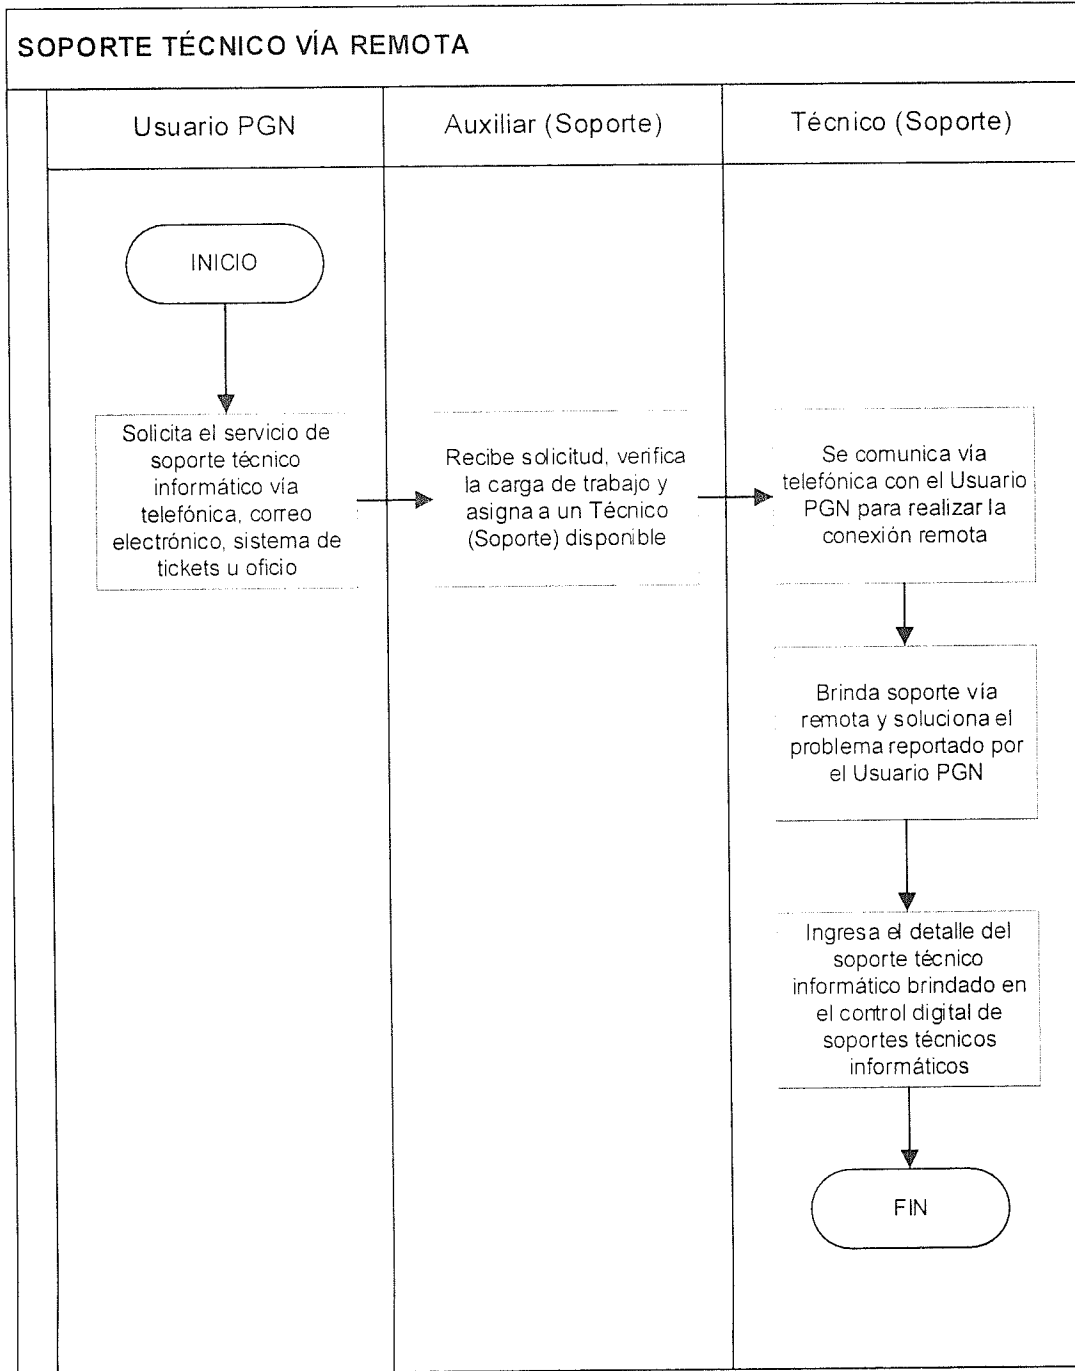 SOPORTE TÉCNICO VÍA REMOTA
Usuario PGN
Auxiliar (Soporte)
Técnico (Soporte)
INICIO
Solicita el servicio de
soporte técnico
informático vía
telefónica, correo
electrónico, sistema de
tickets u oficio
Recibe solicitud, verifica
la carga de trabajo y
asigna a un Técnico
(Soporte) disponible
Se comunica vía
telefónica con el Usuario
PGN para realizar la
conexión remota
Brinda soporte vía
remota y soluciona el
problema reportado por
el Usuario PGN
Ingresa el detalle del
soporte técnico
informático brindado en
el control digital de
soportes técnicos
informáticos
FIN